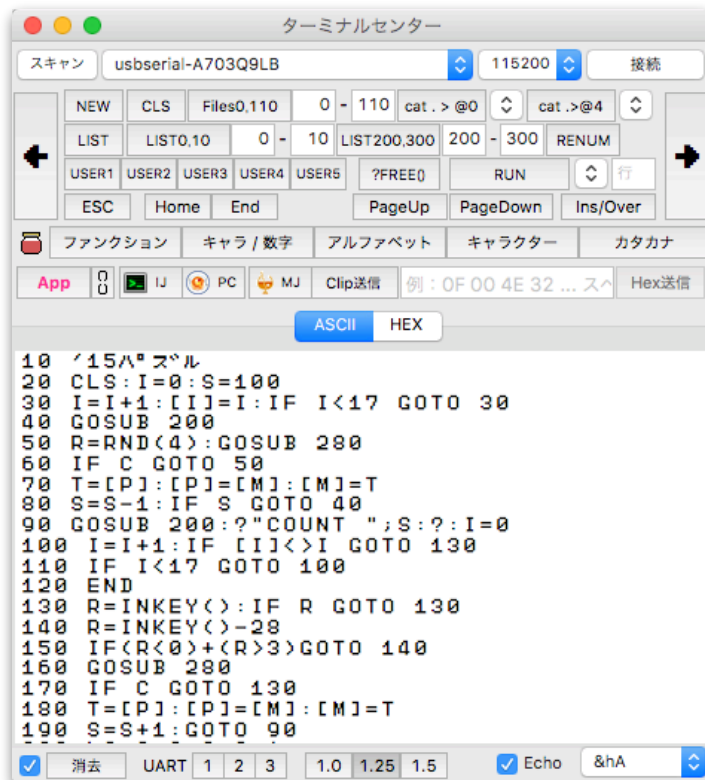 ターミナルセンター
スキャン usbserial-A703Q9LB 115200 接続
NEW CLS Files0,110 0 - 110 cat . > @0 cat .>@4
LIST LIST0,10 0 - 10 LIST200,300 200 - 300 RENUM
USER1 USER2 USER3 USER4 USER5 ?FREE() RUN 行
ESC Home End PageUp PageDown Ins/Over
ファンクション キャラ / 数字 アルファベット キャラクター カタカナ
App IJ PC MJ Clip送信 例：0F 00 4E 32 ... スペ Hex送信
ASCII HEX
10 '15パズル
20 CLS:I=0:S=100
30 I=I+1:[I]=I:IF I<17 GOTO 30
40 GOSUB 200
50 R=RND(4):GOSUB 280
60 IF C GOTO 50
70 T=[P]:[P]=[M]:[M]=T
80 S=S-1:IF S GOTO 40
90 GOSUB 200:?"COUNT ";S:?:I=0
100 I=I+1:IF [I]<>I GOTO 130
110 IF I<17 GOTO 100
120 END
130 R=INKEY():IF R GOTO 130
140 R=INKEY()-28
150 IF(R<0)+(R>3)GOTO 140
160 GOSUB 280
170 IF C GOTO 130
180 T=[P]:[P]=[M]:[M]=T
190 S=S+1:GOTO 90
消去 UART 1 2 3 1.0 1.25 1.5 Echo &hA